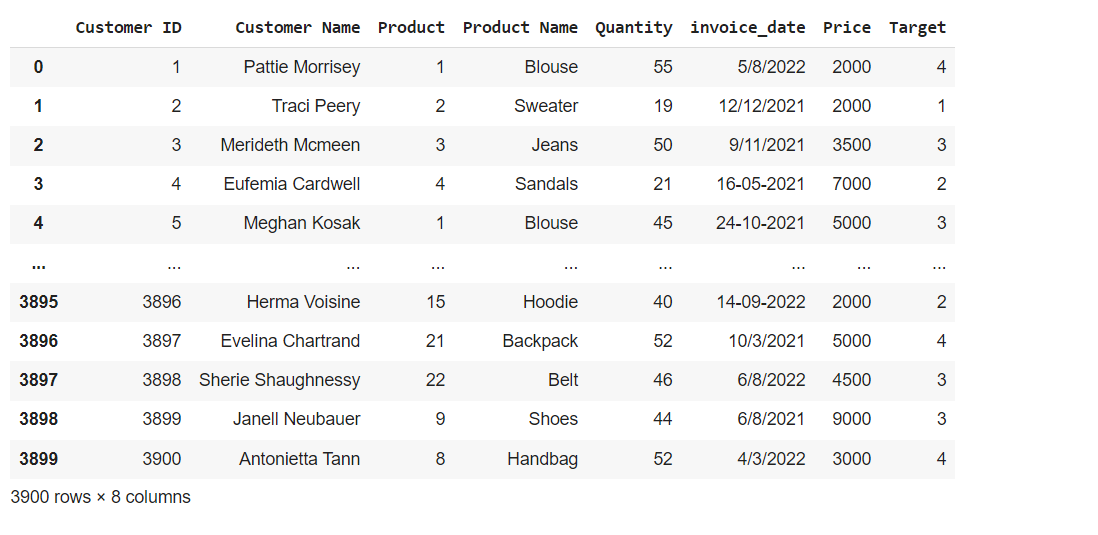 Customer ID Customer Name Product Product Name Quantity invoice_date Price Target
0 1 Pattie Morrisey 1 Blouse 55 5/8/2022 2000 4
1 2 Traci Peery 2 Sweater 19 12/12/2021 2000 1
2 3 Merideth Mcmeen 3 Jeans 50 9/11/2021 3500 3
3 4 Eufemia Cardwell 4 Sandals 21 16-05-2021 7000 2
4 5 Meghan Kosak 1 Blouse 45 24-10-2021 5000 3
... ... ... ... ... ... ... ... ...
3895 3896 Herma Voisine 15 Hoodie 40 14-09-2022 2000 2
3896 3897 Evelina Chartrand 21 Backpack 52 10/3/2021 5000 4
3897 3898 Sherie Shaughnessy 22 Belt 46 6/8/2022 4500 3
3898 3899 Janell Neubauer 9 Shoes 44 6/8/2021 9000 3
3899 3900 Antonietta Tann 8 Handbag 52 4/3/2022 3000 4
3900 rows × 8 columns